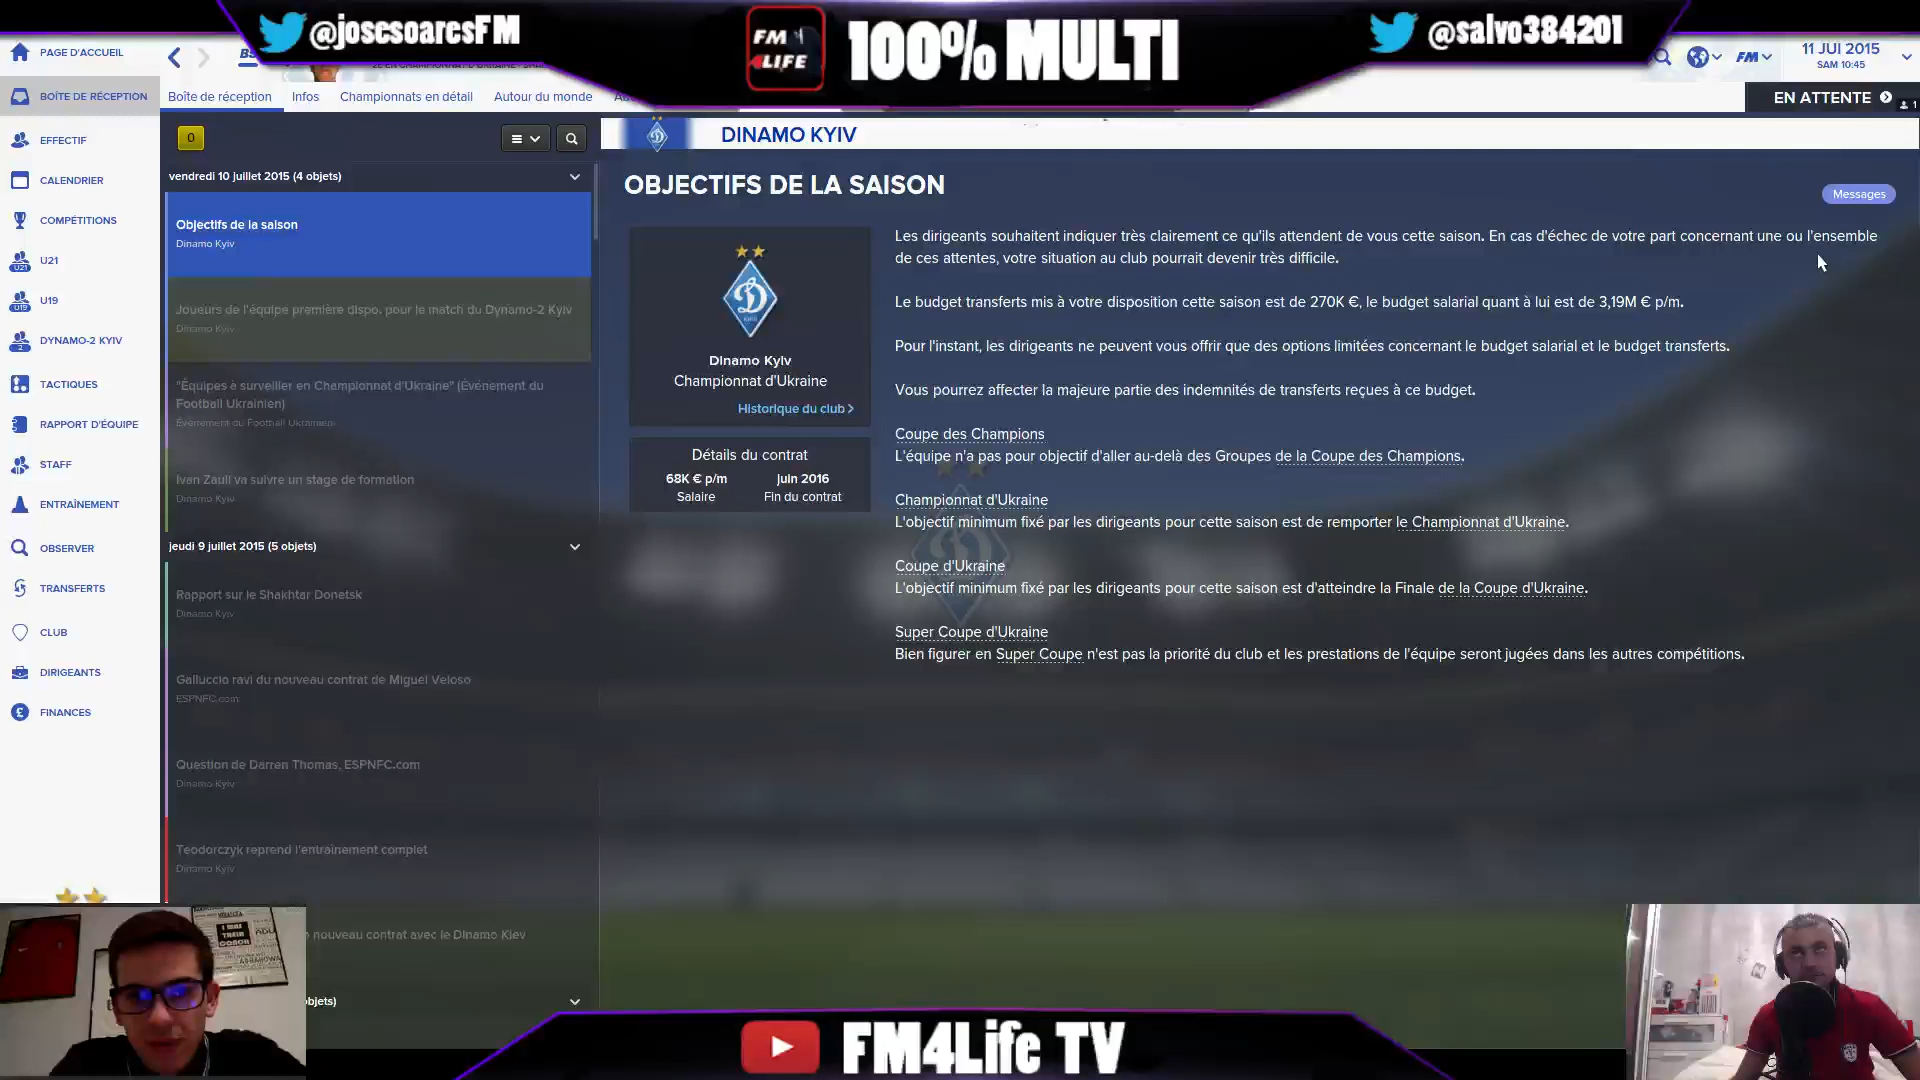 @josesoaresFM
FM
4LIFE
100% MULTI
@salvo384201
PAGE D'ACCUEIL
FM
11 JUI 2015
SAM 10:45
BOÎTE DE RÉCEPTION
Boîte de réception
Infos
Championnats en détail
Autour du monde
EN ATTENTE
1
EFFECTIF
CALENDRIER
COMPÉTITIONS
U21
U19
DYNAMO-2 KYIV
TACTIQUES
RAPPORT D'ÉQUIPE
STAFF
ENTRAÎNEMENT
OBSERVER
TRANSFERTS
CLUB
DIRIGEANTS
FINANCES
0
vendredi 10 juillet 2015 (4 objets)
Objectifs de la saison
Dinamo Kyiv
Joueurs de l'équipe première dispo. pour le match du Dynamo-2 Kyiv
Dinamo Kyiv
"Équipes à surveiller en Championnat d'Ukraine" (Événement du
Football Ukrainien)
Événement du Football Ukrainien
Ivan Zauli va suivre un stage de formation
Dinamo Kyiv
jeudi 9 juillet 2015 (5 objets)
Rapport sur le Shakhtar Donetsk
Dinamo Kyiv
Galluccio ravi du nouveau contrat de Miguel Veloso
ESPNFC.com
Question de Darren Thomas, ESPNFC.com
Dinamo Kyiv
Teodorczyk reprend l'entraînement complet
Dinamo Kyiv
nouveau contrat avec le Dinamo Kiev
objets)
DINAMO KYIV
OBJECTIFS DE LA SAISON
Messages
Dinamo Kyiv
Championnat d'Ukraine
Historique du club
Détails du contrat
68K € p/m
juin 2016
Salaire
Fin du contrat
Les dirigeants souhaitent indiquer très clairement ce qu'ils attendent de vous cette saison. En cas d'échec de votre part concernant une ou l'ensemble
de ces attentes, votre situation au club pourrait devenir très difficile.
Le budget transferts mis à votre disposition cette saison est de 270K €, le budget salarial quant à lui est de 3,19M € p/m.
Pour l'instant, les dirigeants ne peuvent vous offrir que des options limitées concernant le budget salarial et le budget transferts.
Vous pourrez affecter la majeure partie des indemnités de transferts reçues à ce budget.
Coupe des Champions
L'équipe n'a pas pour objectif d'aller au-delà des Groupes de la Coupe des Champions.
Championnat d'Ukraine
L'objectif minimum fixé par les dirigeants pour cette saison est de remporter le Championnat d'Ukraine.
Coupe d'Ukraine
L'objectif minimum fixé par les dirigeants pour cette saison est d'atteindre la Finale de la Coupe d'Ukraine.
Super Coupe d'Ukraine
Bien figurer en Super Coupe n'est pas la priorité du club et les prestations de l'équipe seront jugées dans les autres compétitions.
FM4Life TV